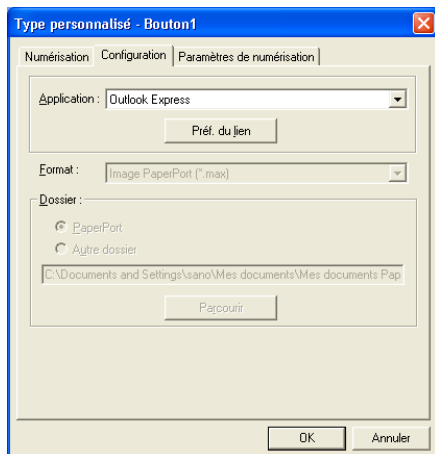 Type personnalisé - Bouton1
Numérisation Configuration Paramètres de numérisation
Application : Outlook Express
Préf. du lien
Format : Image PaperPort (*.max)
Dossier :
PaperPort
Autre dossier
C:\Documents and Settings\sano\Mes documents\Mes documents Pap
Parcourir
OK Annuler